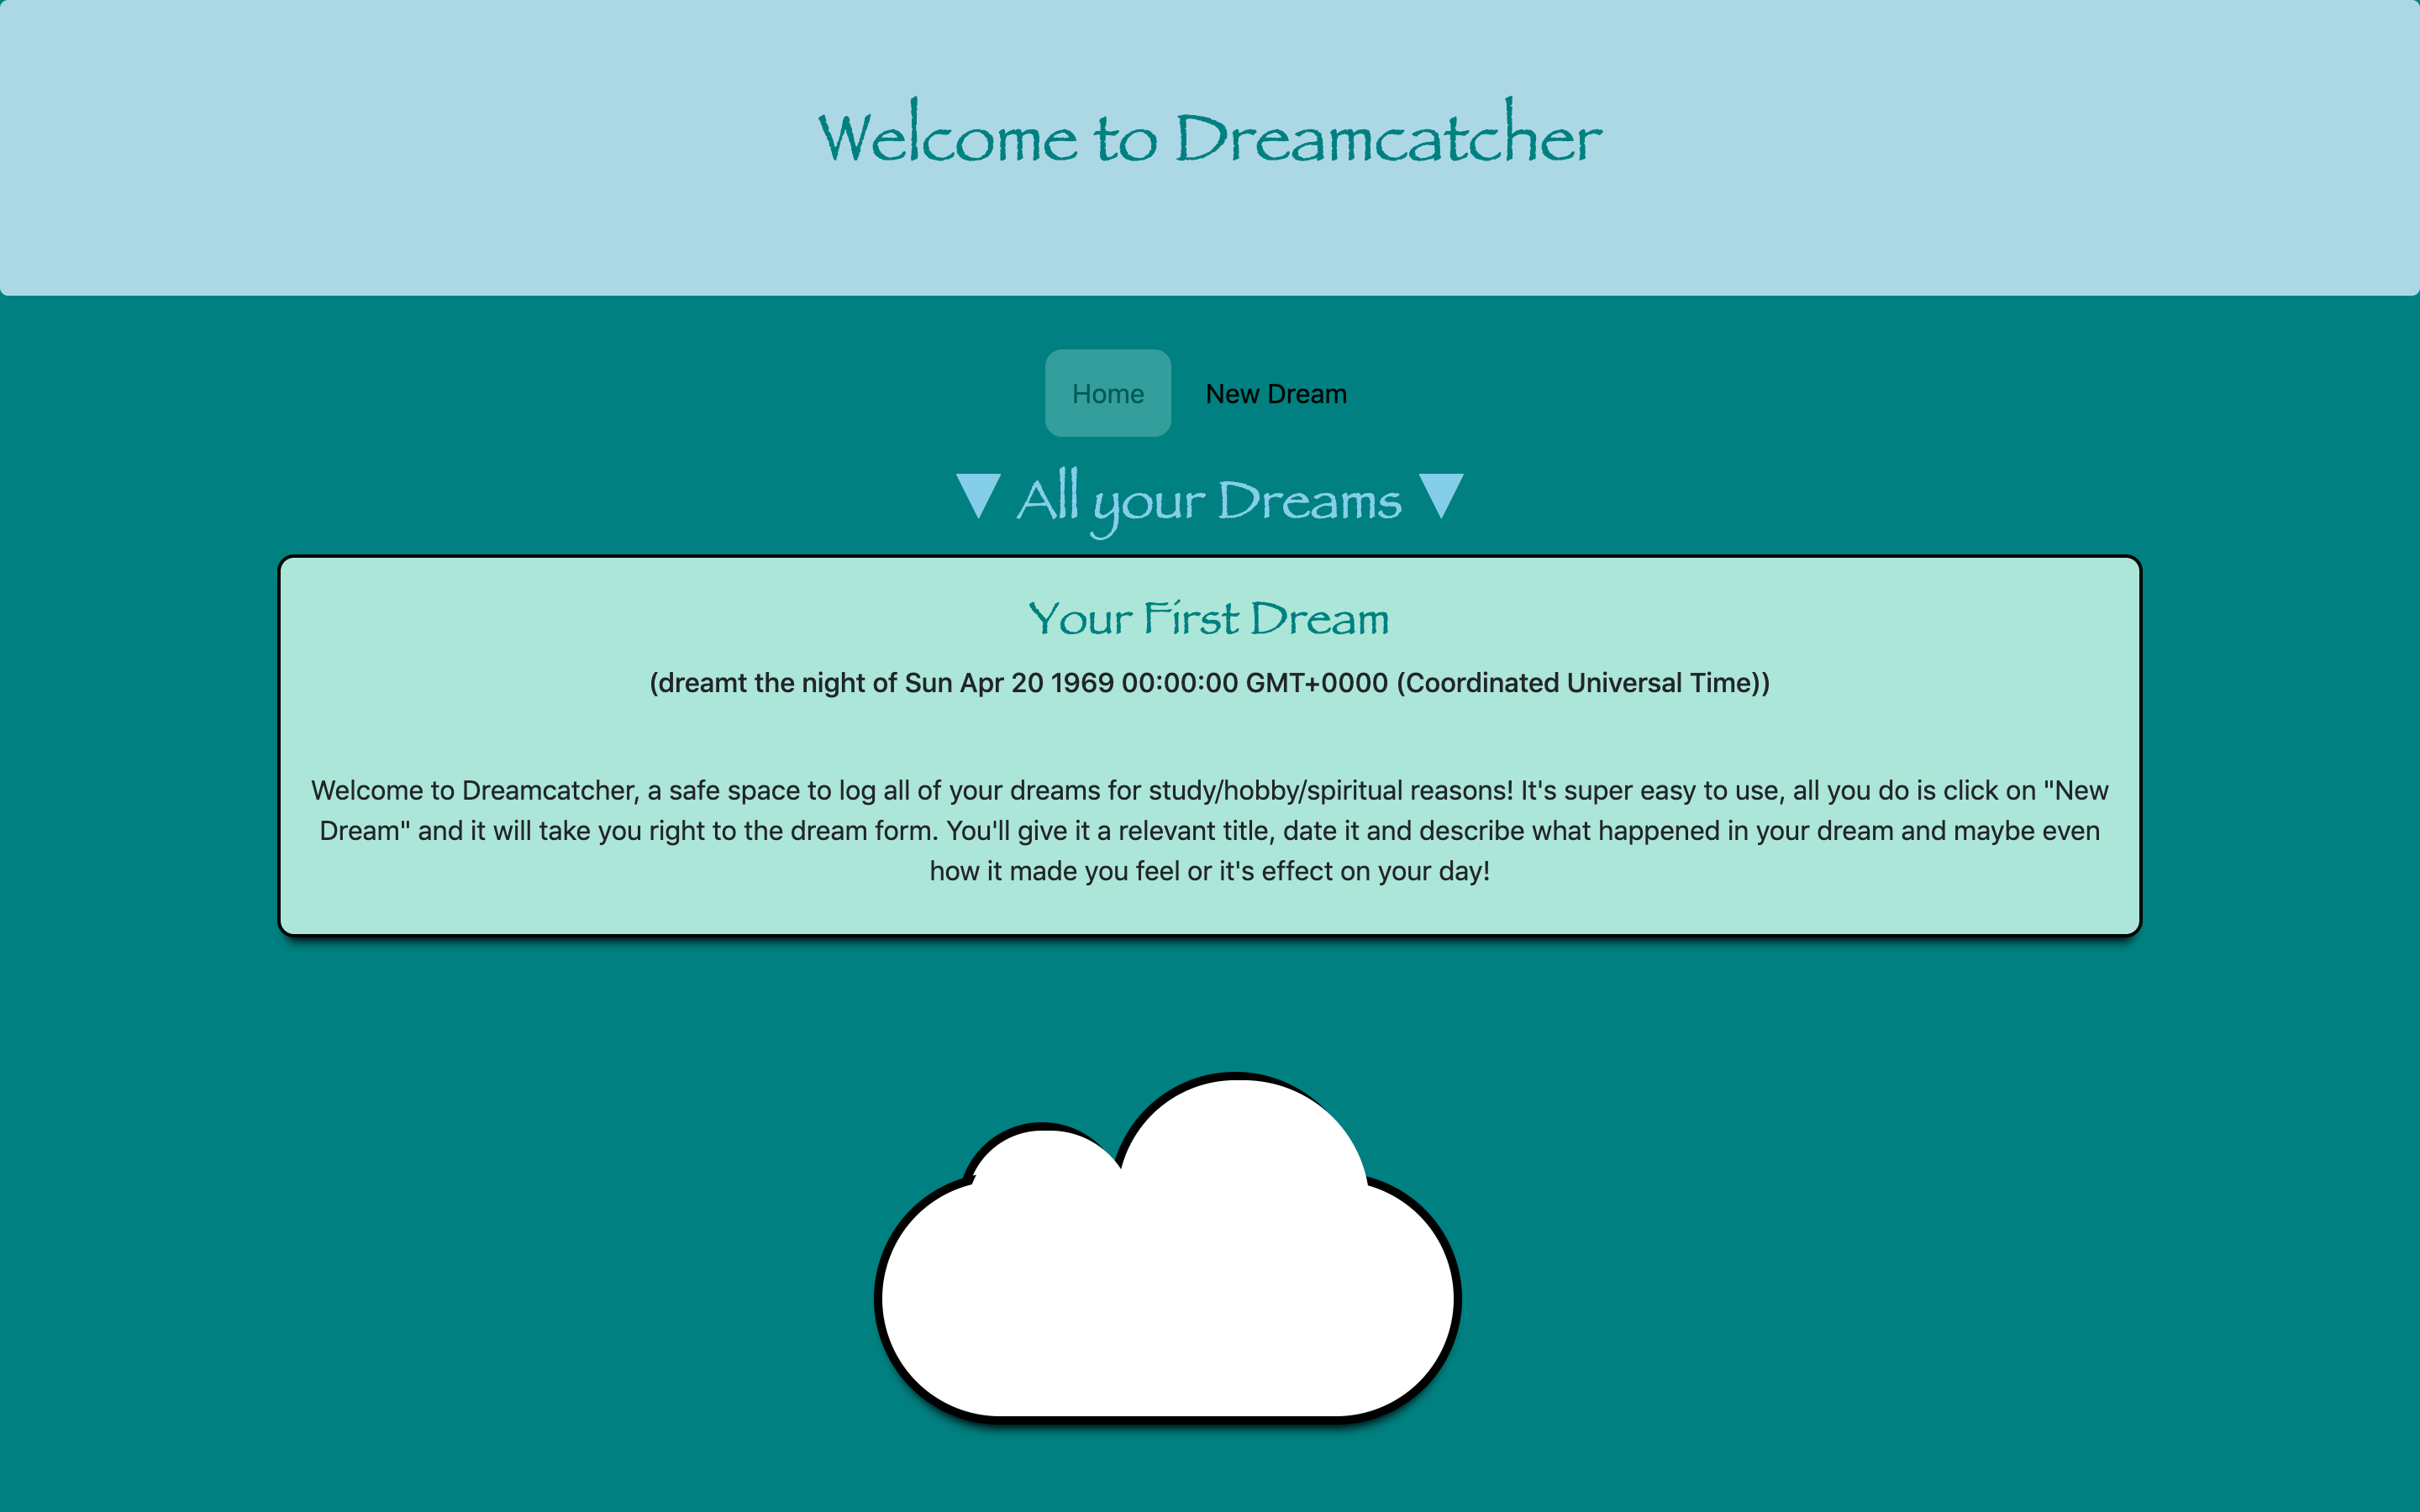 Welcome to Dreamcatcher
Home New Dream
▼ All your Dreams ▼
Your First Dream
(dreamt the night of Sun Apr 20 1969 00:00:00 GMT+0000 (Coordinated Universal Time))
Welcome to Dreamcatcher, a safe space to log all of your dreams for study/hobby/spiritual reasons! It's super easy to use, all you do is click on "New
Dream" and it will take you right to the dream form. You'll give it a relevant title, date it and describe what happened in your dream and maybe even
how it made you feel or it's effect on your day!